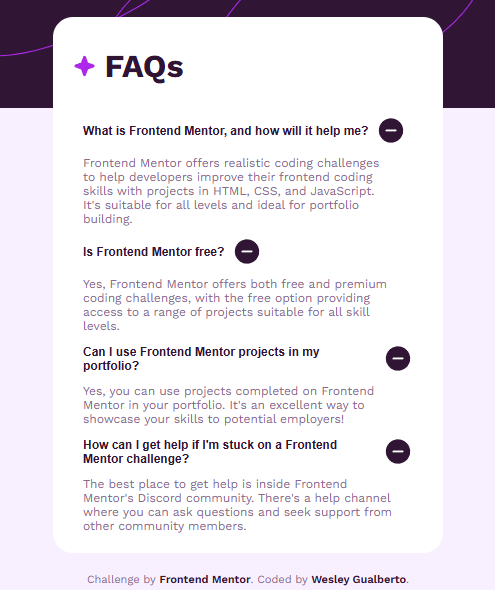 FAQs
What is Frontend Mentor, and how will it help me?
Frontend Mentor offers realistic coding challenges
to help developers improve their frontend coding
skills with projects in HTML, CSS, and JavaScript.
It's suitable for all levels and ideal for portfolio
building.
Is Frontend Mentor free?
Yes, Frontend Mentor offers both free and premium
coding challenges, with the free option providing
access to a range of projects suitable for all skill
levels.
Can I use Frontend Mentor projects in my
portfolio?
Yes, you can use projects completed on Frontend
Mentor in your portfolio. It's an excellent way to
showcase your skills to potential employers!
How can I get help if I'm stuck on a Frontend
Mentor challenge?
The best place to get help is inside Frontend
Mentor's Discord community. There's a help channel
where you can ask questions and seek support from
other community members.
Challenge by Frontend Mentor. Coded by Wesley Gualberto.